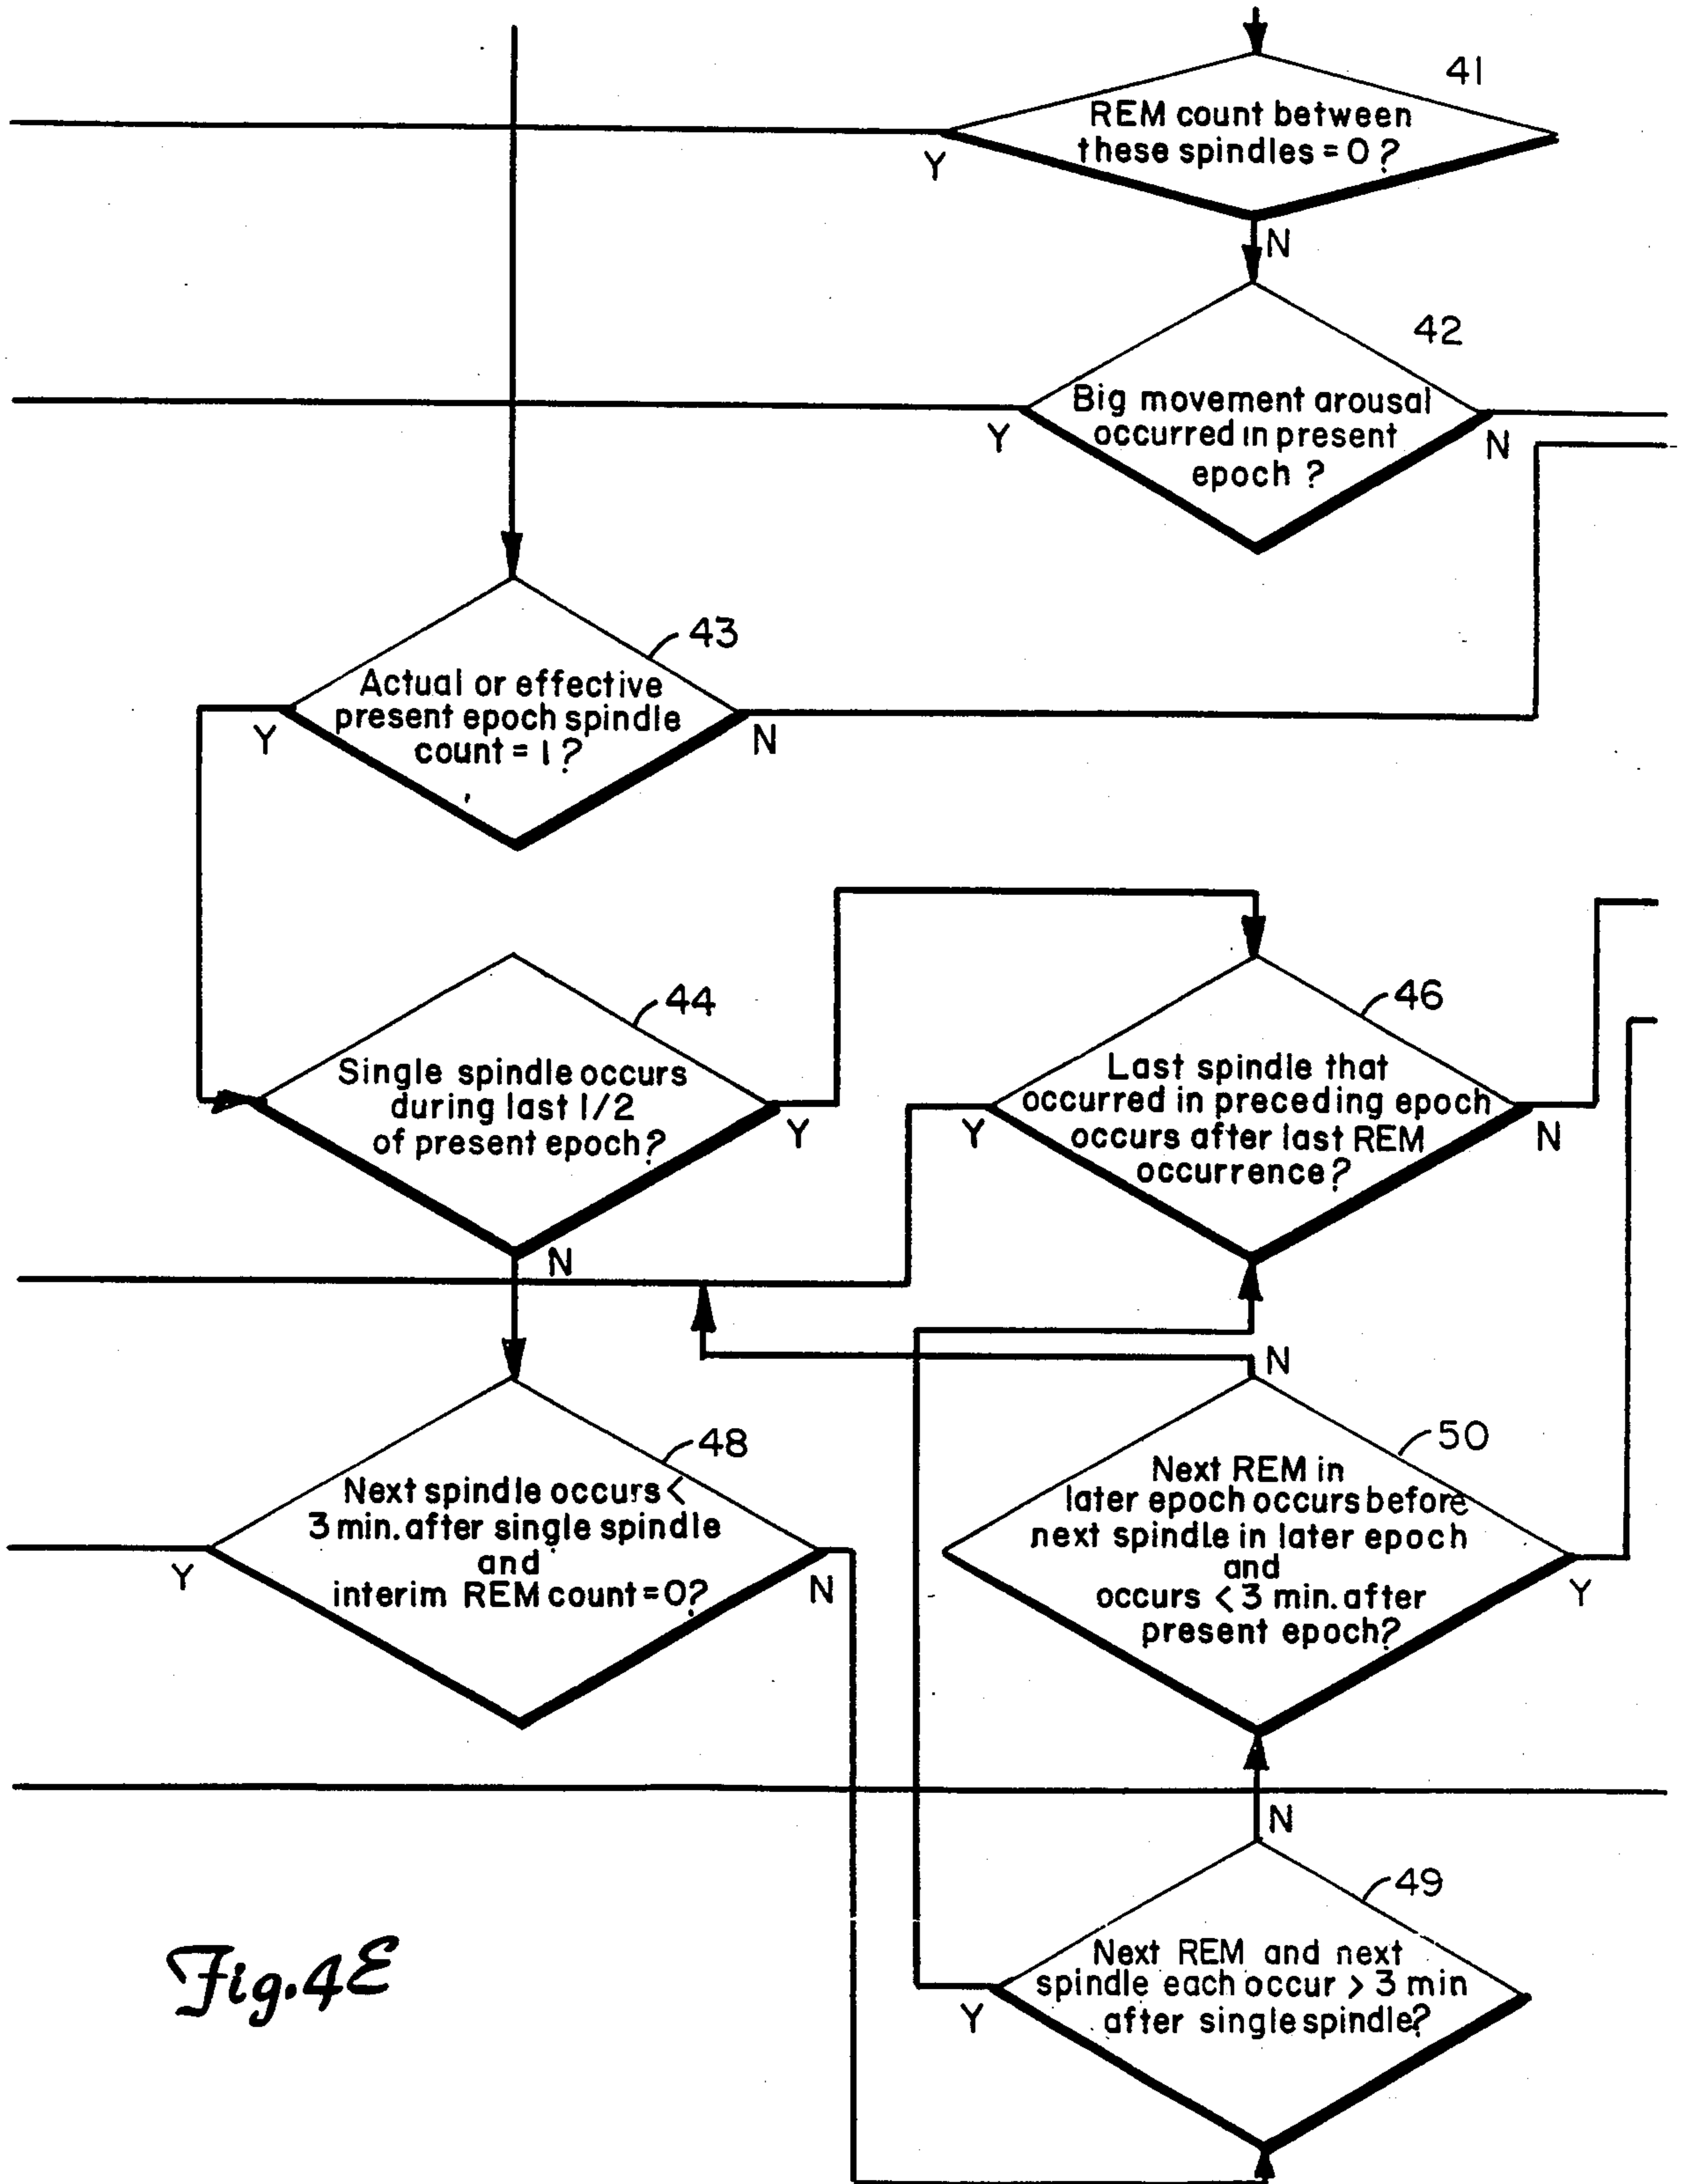 41
REM count between
these spindles = 0 ?
Y
N
42
Big movement arousal
occurred in present
epoch ?
Y
N
43
Actual or effective
present epoch spindle
count = 1 ?
Y
N
44
Single spindle occurs
during last 1/2
of present epoch?
Y
N
46
Last spindle that
occurred in preceding epoch
occurs after last REM
occurrence?
Y
N
48
Next spindle occurs <
3 min. after single spindle
and
interim REM count = 0?
Y
N
N
50
Next REM in
later epoch occurs before
next spindle in later epoch
and
occurs < 3 min. after
present epoch?
Y
N
49
Next REM and next
spindle each occur > 3 min
after single spindle?
Y
Fig. 4E